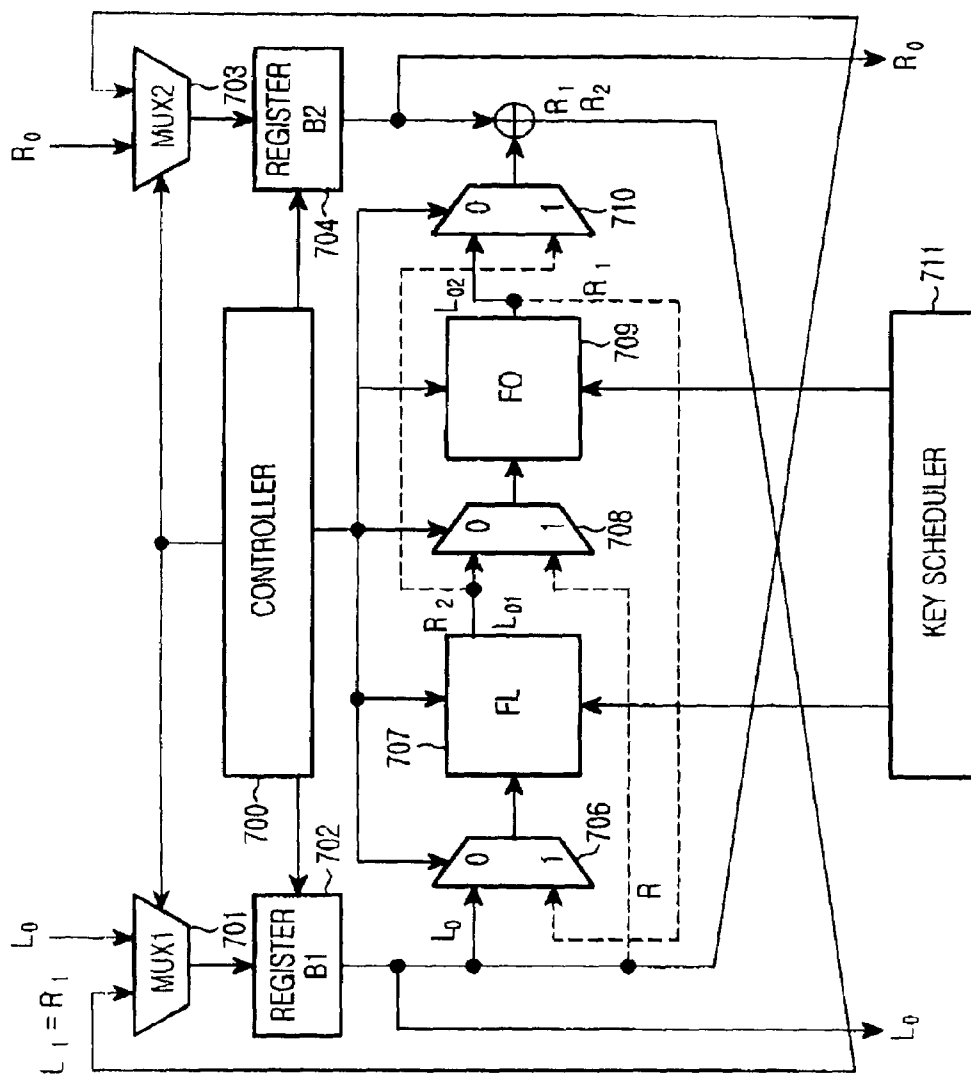 L1 = R1
L0
R0
MUX1
701
MUX2
703
REGISTER
B1
702
REGISTER
B2
704
CONTROLLER
700
L0
0
1
706
707
FL
R2
L01
0
1
708
FO
709
L02
R1
0
1
710
R1
R2
R
L0
R0
KEY SCHEDULER
711